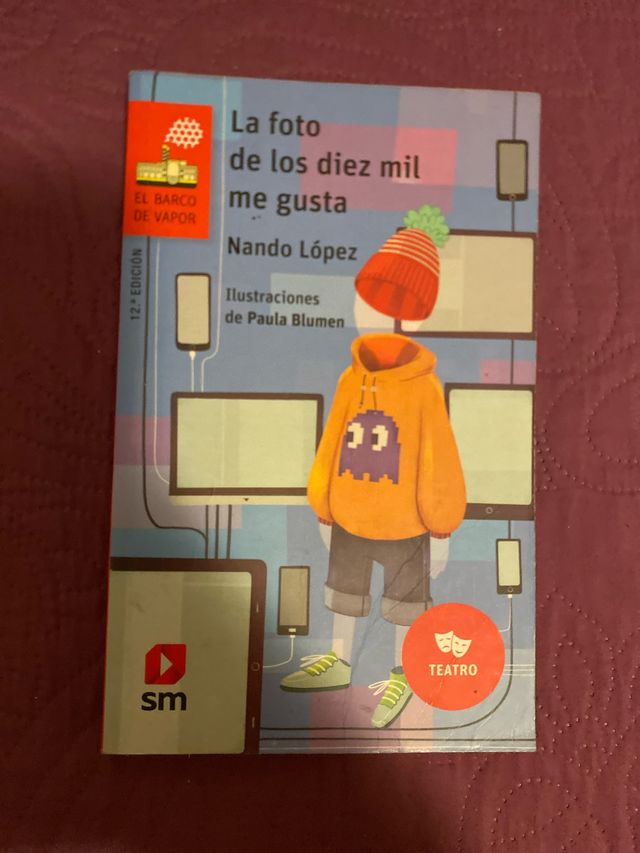 La foto
de los diez mil
me gusta
Nando López
Ilustraciones
de Paula Blumen
EL BARCO
DE VAPOR
12.ª EDICIÓN
TEATRO
sm